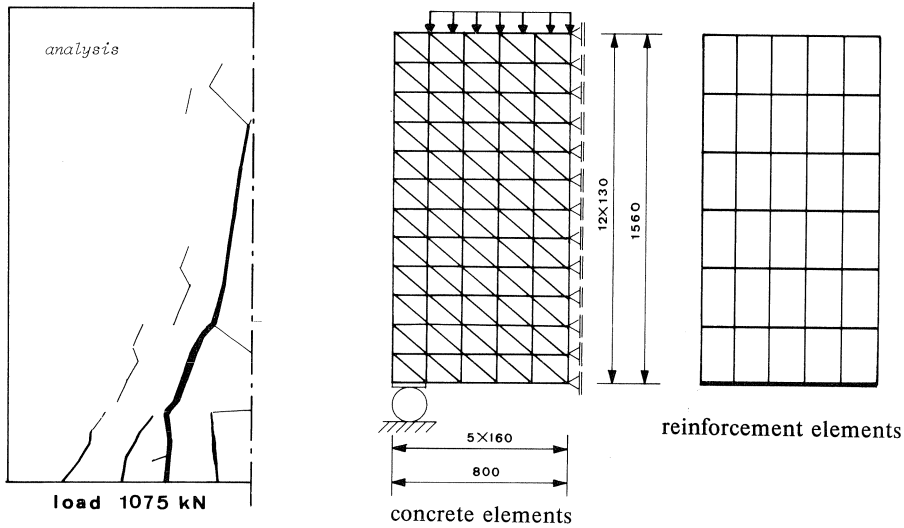 analysis
load 1075 kN
12×130
1560
5×160
800
concrete elements
reinforcement elements